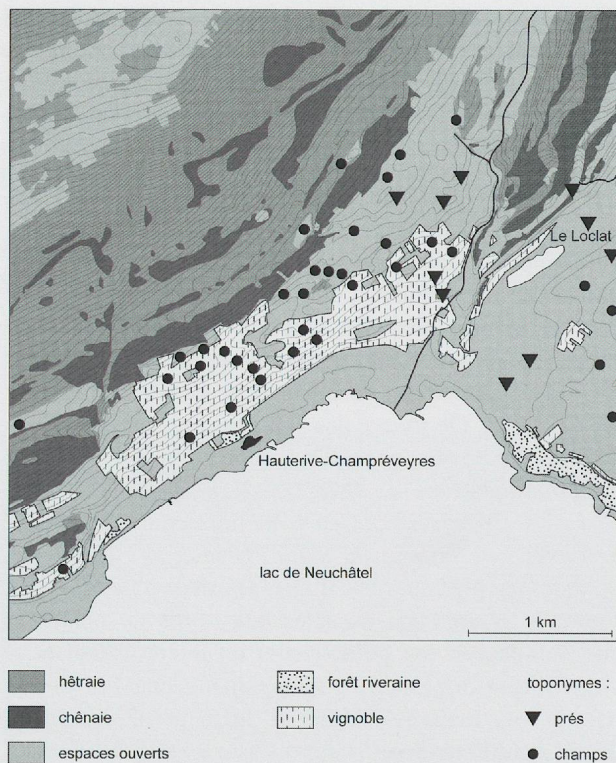 Le Loclat
Hauterive-Champréveyres
lac de Neuchâtel
1 km
hêtraie
forêt riveraine
toponymes :
chênaie
vignoble
prés
espaces ouverts
champs